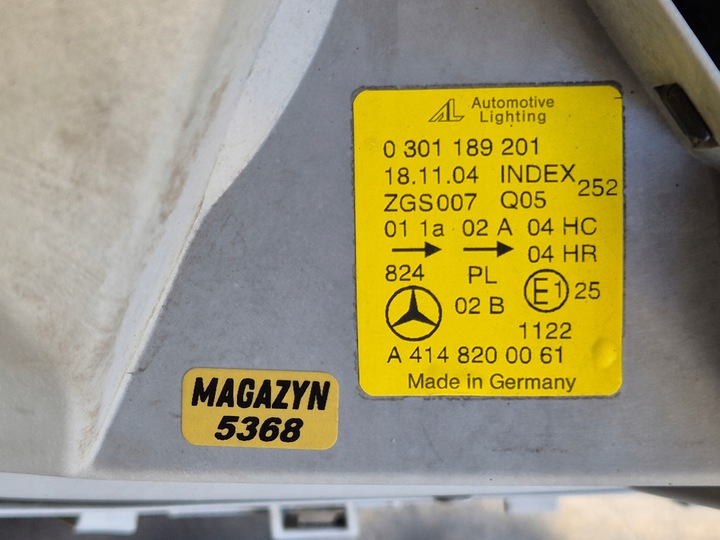 Automotive
Lighting
0 301 189 201
18.11.04 INDEX 252
ZGS007 Q05
01 1a 02 A 04 HC
04 HR
824 PL
02 B E1 25
1122
A 414 820 00 61
Made in Germany
MAGAZYN
5368